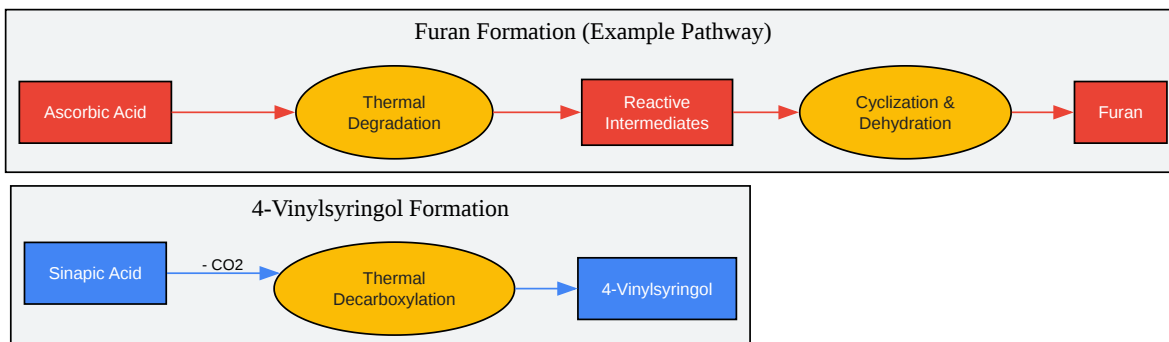 Furan Formation (Example Pathway)
Ascorbic Acid
Thermal
Degradation
Reactive
Intermediates
Cyclization &
Dehydration
Furan
4-Vinylsyringol Formation
Sinapic Acid
- CO2
Thermal
Decarboxylation
4-Vinylsyringol